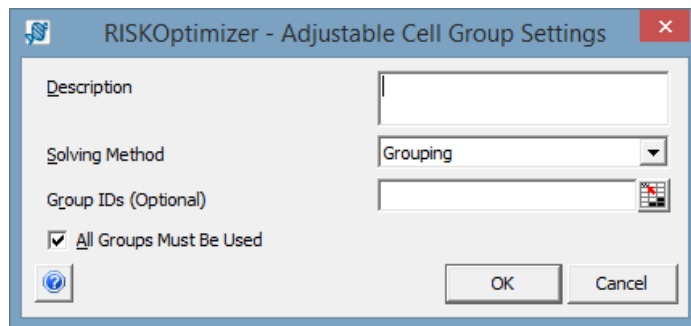 RISKOptimizer - Adjustable Cell Group Settings
Description
Solving Method
Grouping
Group IDs (Optional)
All Groups Must Be Used
OK
Cancel